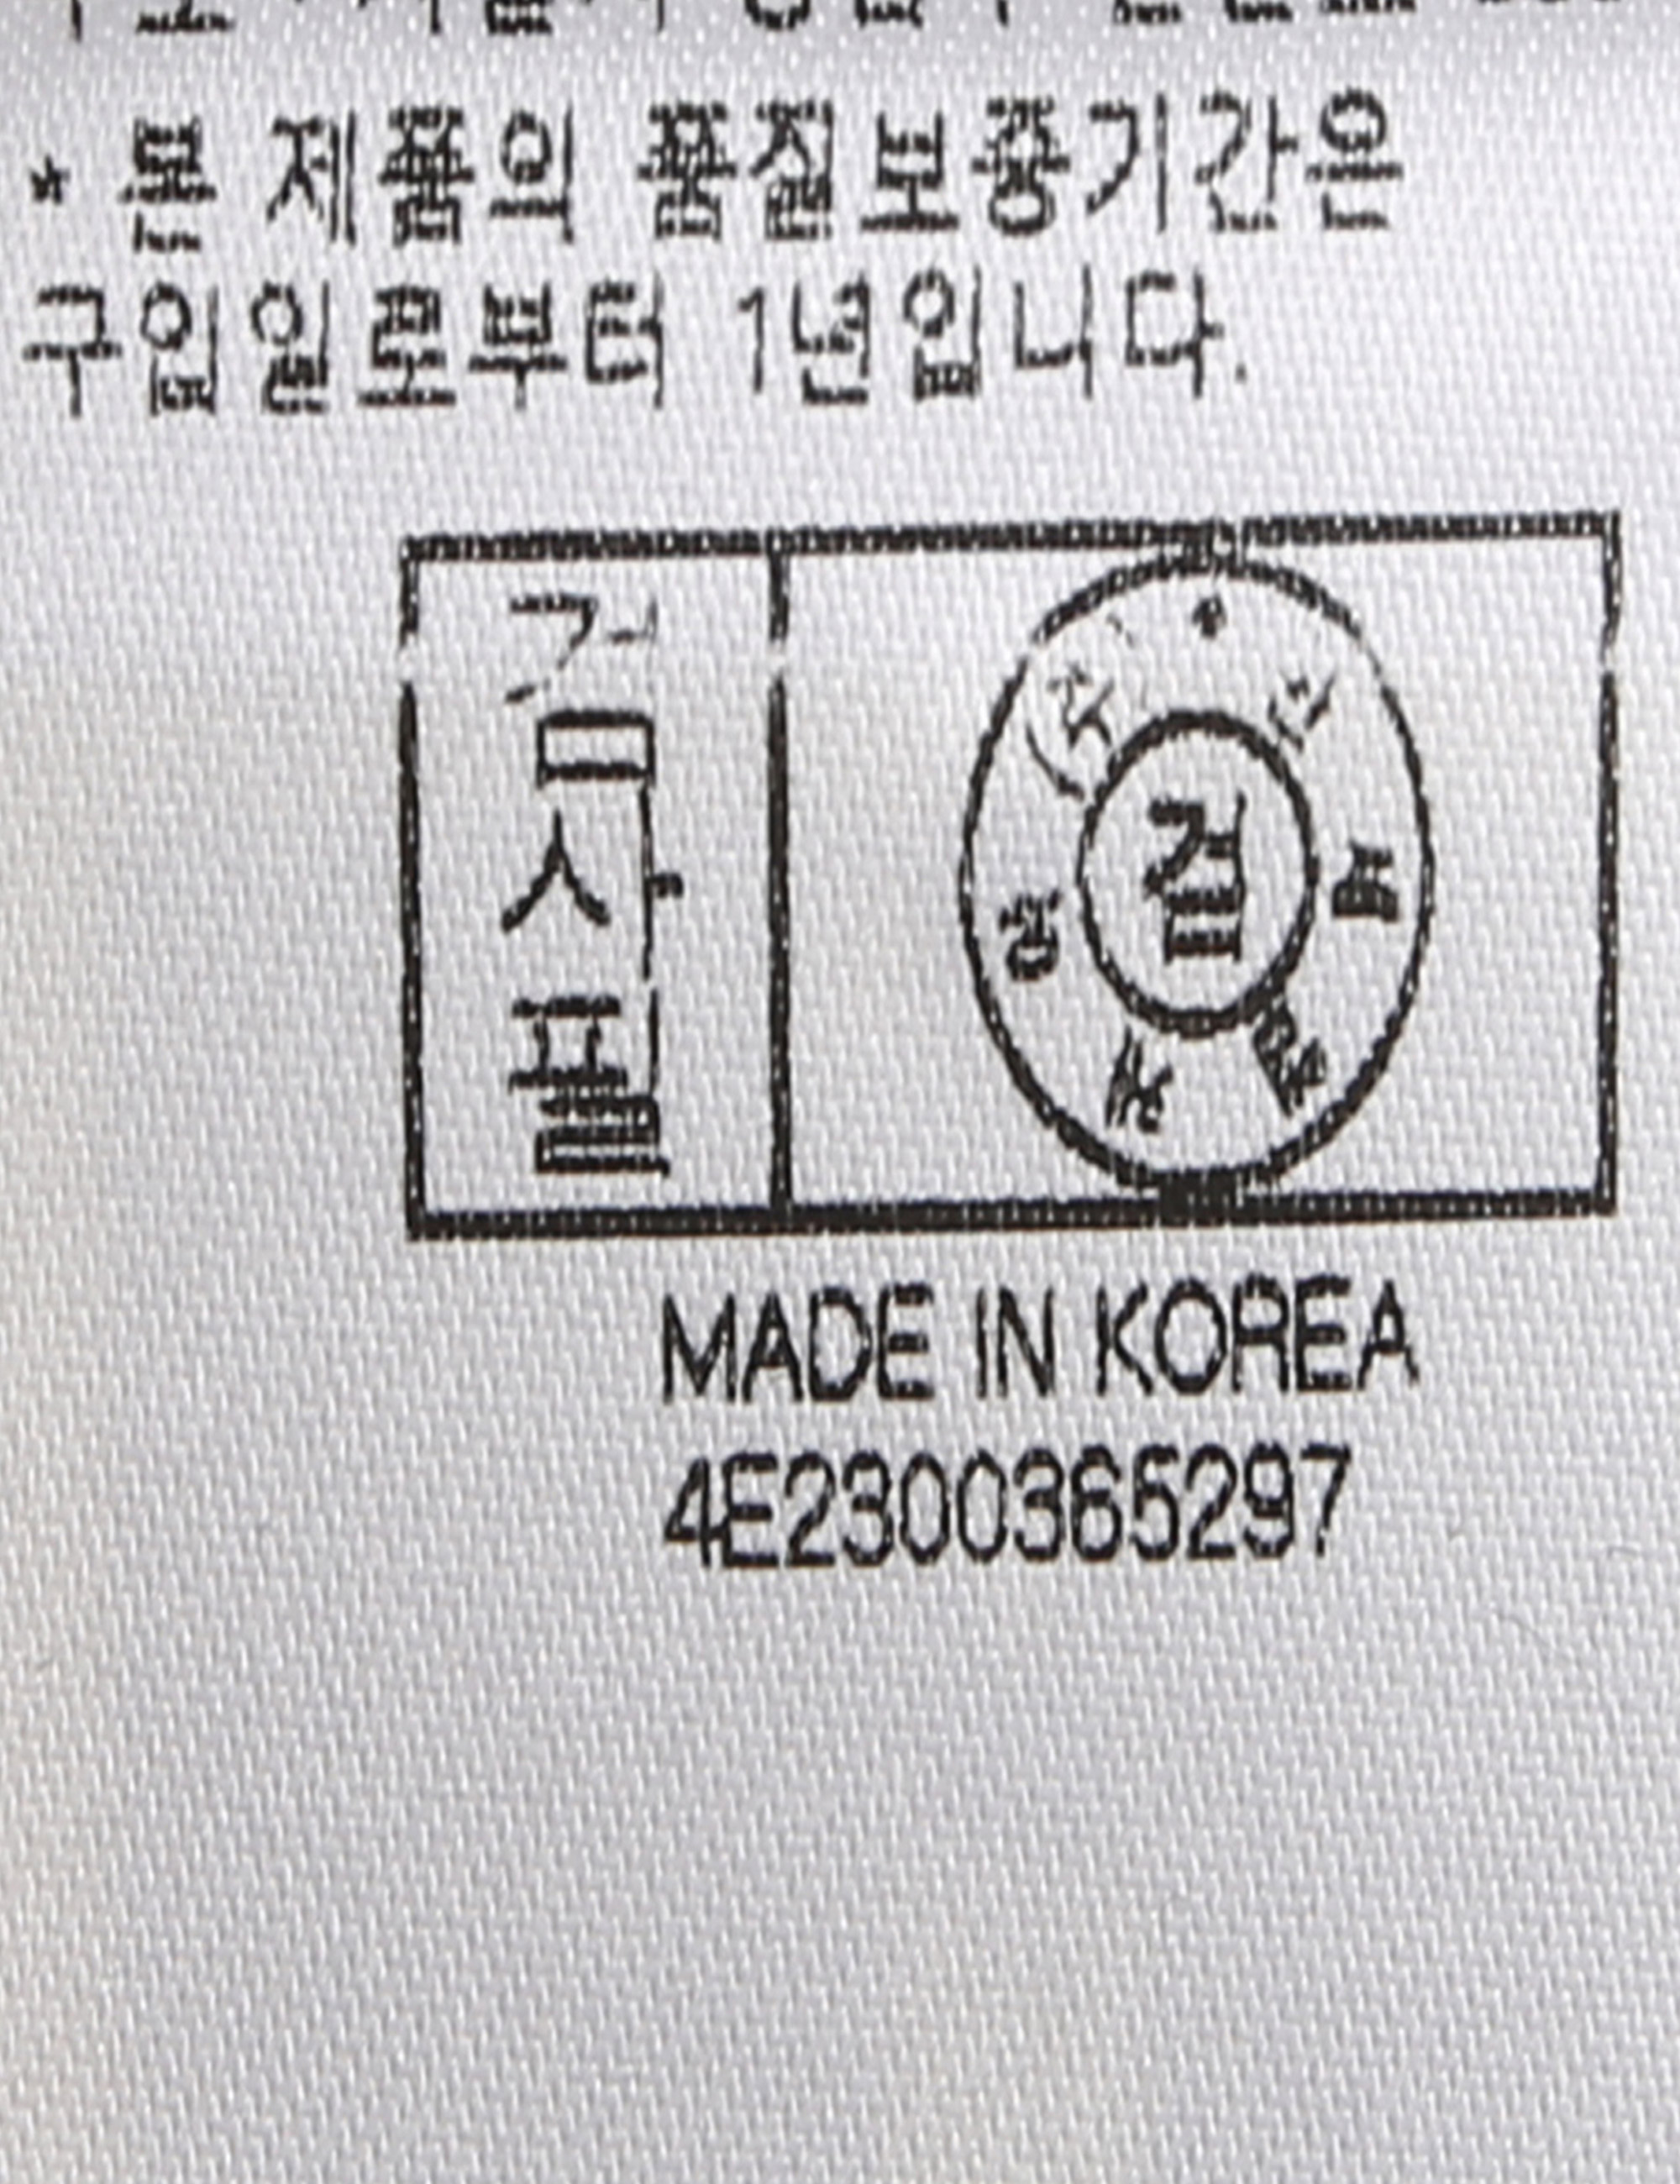 * 본 제품의 품질보증기간은
구입일로부터 1년입니다.
검사필
검
MADE IN KOREA
4E2300365297